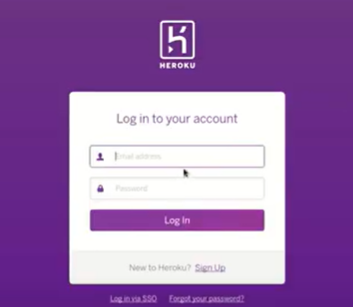 HEROKU
Log in to your account
Email address
Password
Log In
New to Heroku? Sign Up
Log in via SSO Forgot your password?